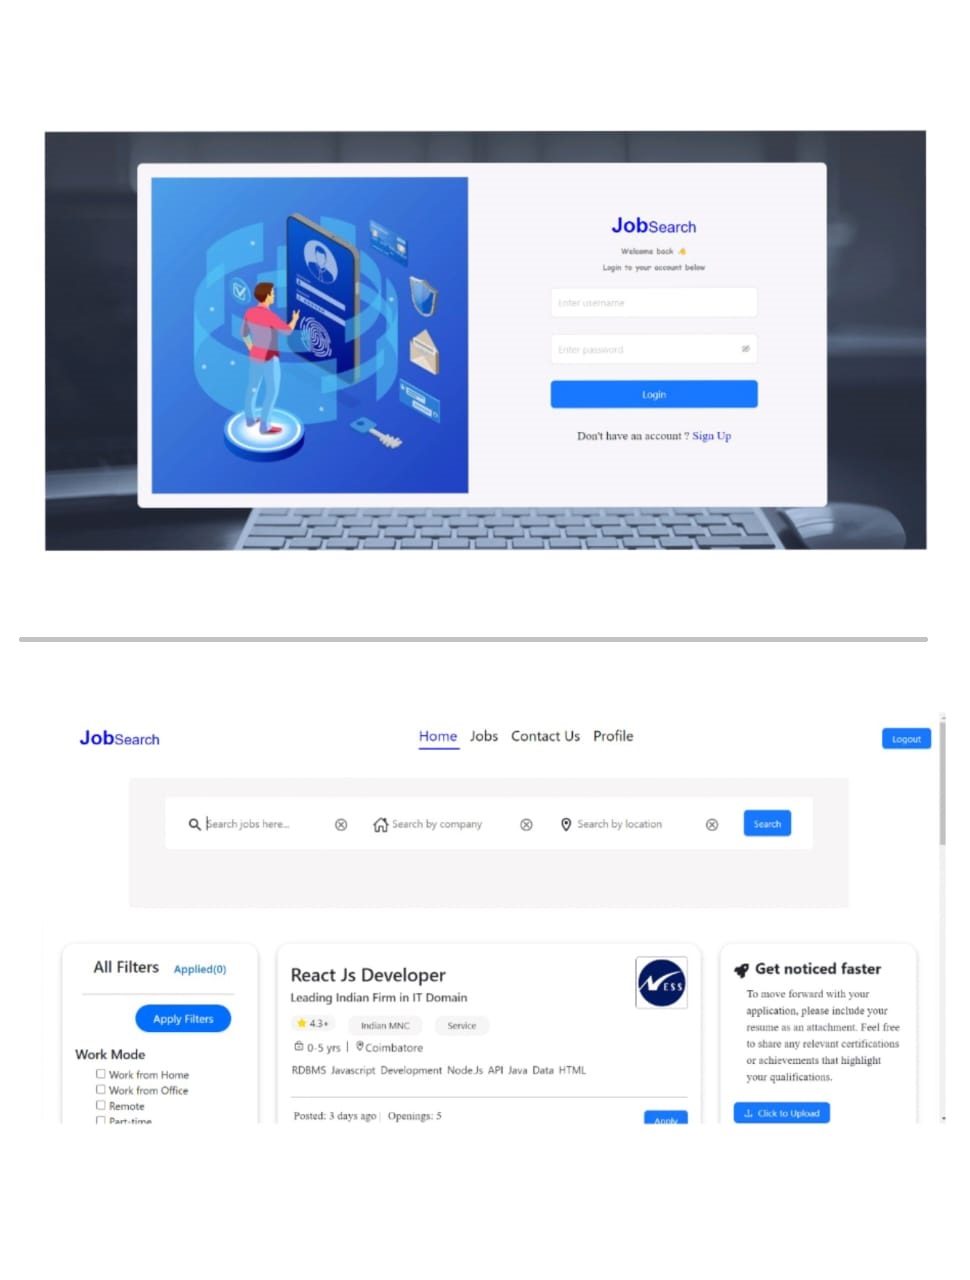 JobSearch
Welcome back 👋
Login to your account below
Enter username
Enter password
Login
Don't have an account ? Sign Up
JobSearch
Home Jobs Contact Us Profile
Logout
Search jobs here...
Search by company
Search by location
Search
All Filters Applied(0)
Apply Filters
Work Mode
Work from Home
Work from Office
Remote
Part-time
React Js Developer
Leading Indian Firm in IT Domain
NESS
4.3+ Indian MNC Service
0-5 yrs | Coimbatore
RDBMS Javascript Development Node.Js API Java Data HTML
Posted: 3 days ago | Openings: 5
Apply
Get noticed faster
To move forward with your
application, please include your
resume as an attachment. Feel free
to share any relevant certifications
or achievements that highlight
your qualifications.
Click to Upload